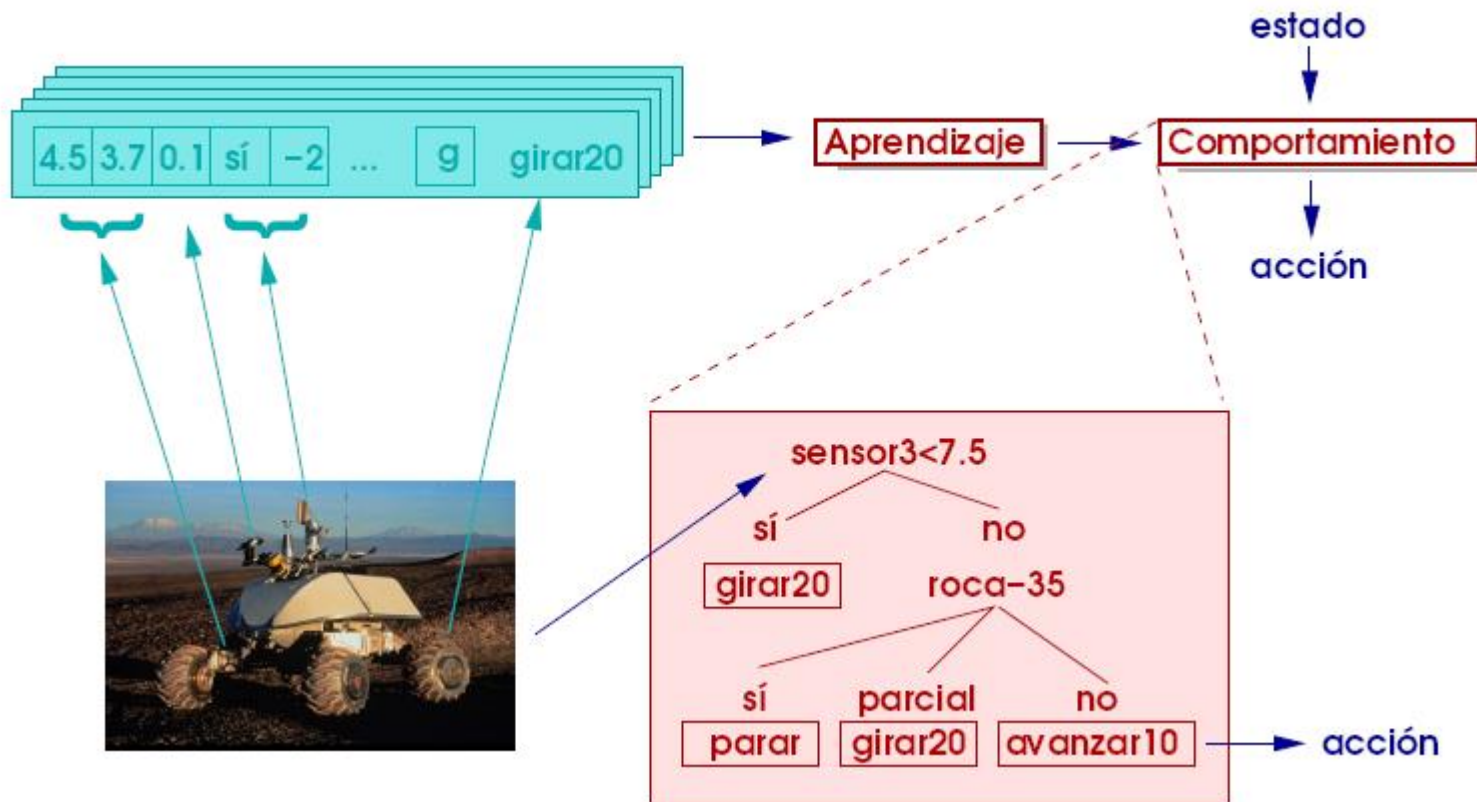 estado
4.5 3.7 0.1 sí −2 ... g girar20
Aprendizaje
Comportamiento
acción
sensor3<7.5
sí no
girar20
roca−35
sí parcial no
parar girar20 avanzar10
acción